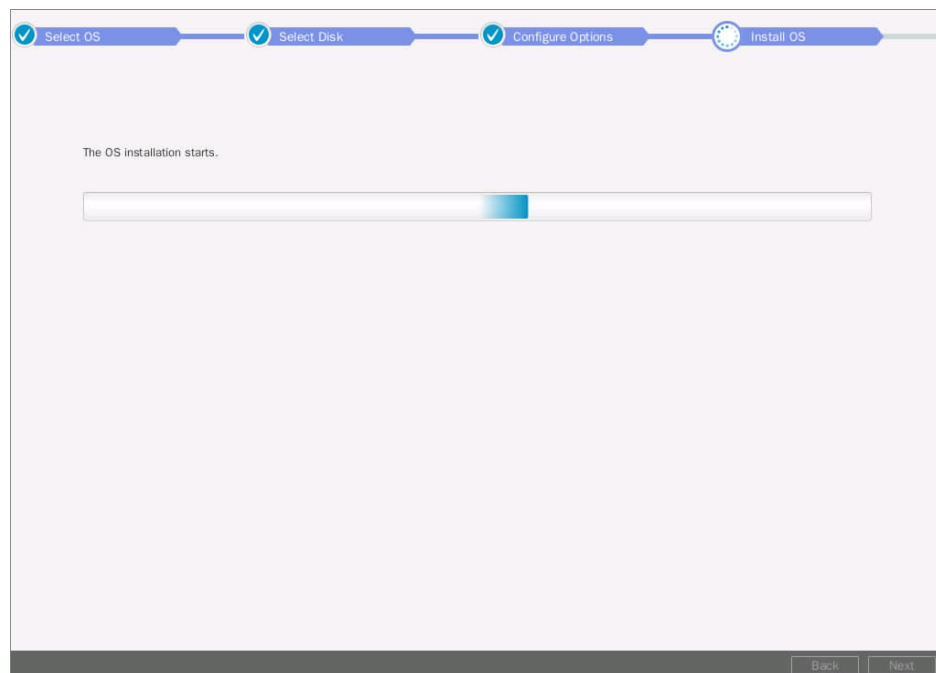 Select OS
Select Disk
Configure Options
Install OS
The OS installation starts.
Back
Next